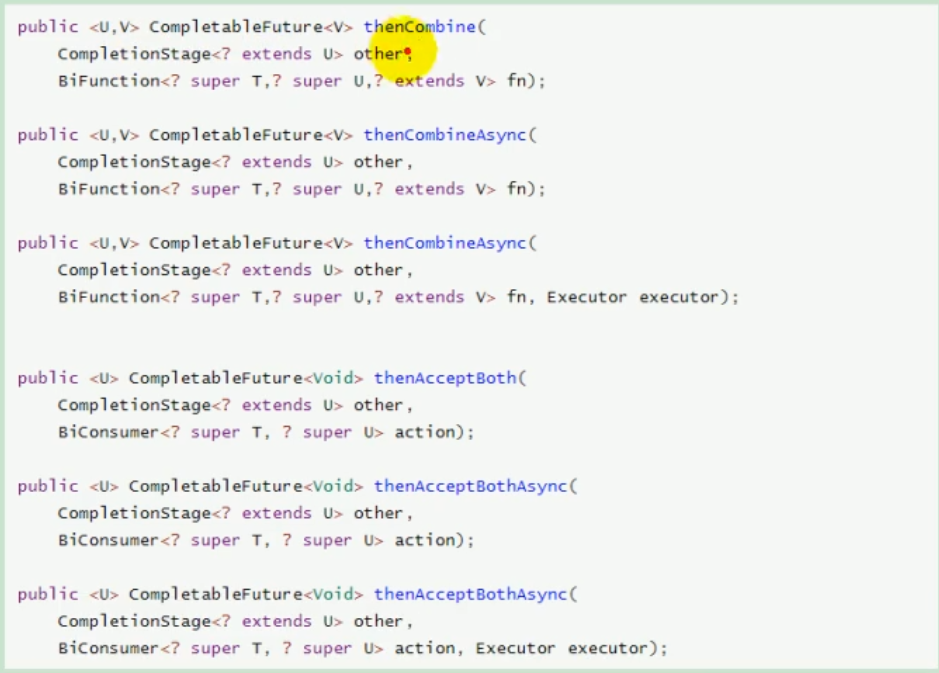 public <U,V> CompletableFuture<V> thenCombine(
CompletionStage<? extends U> other,
BiFunction<? super T,? super U,? extends V> fn);
public <U,V> CompletableFuture<V> thenCombineAsync(
CompletionStage<? extends U> other,
BiFunction<? super T,? super U,? extends V> fn);
public <U,V> CompletableFuture<V> thenCombineAsync(
CompletionStage<? extends U> other,
BiFunction<? super T,? super U,? extends V> fn, Executor executor);
public <U> CompletableFuture<Void> thenAcceptBoth(
CompletionStage<? extends U> other,
BiConsumer<? super T, ? super U> action);
public <U> CompletableFuture<Void> thenAcceptBothAsync(
CompletionStage<? extends U> other,
BiConsumer<? super T, ? super U> action);
public <U> CompletableFuture<Void> thenAcceptBothAsync(
CompletionStage<? extends U> other,
BiConsumer<? super T, ? super U> action, Executor executor);